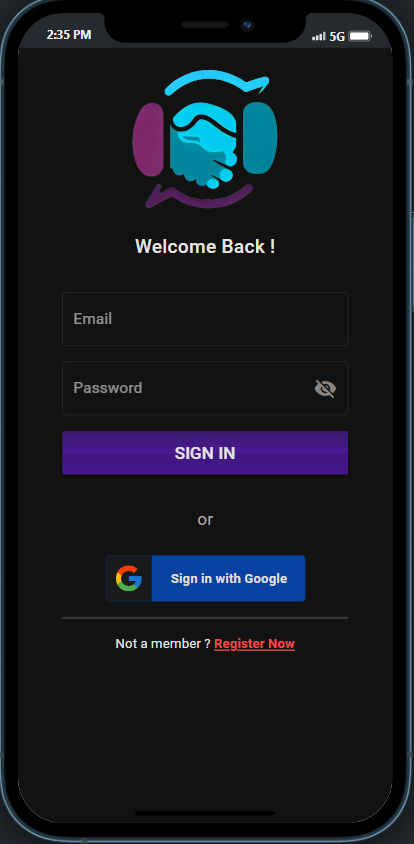 2:35 PM 5G
Welcome Back !
Email
Password
SIGN IN
or
Sign in with Google
Not a member ? Register Now